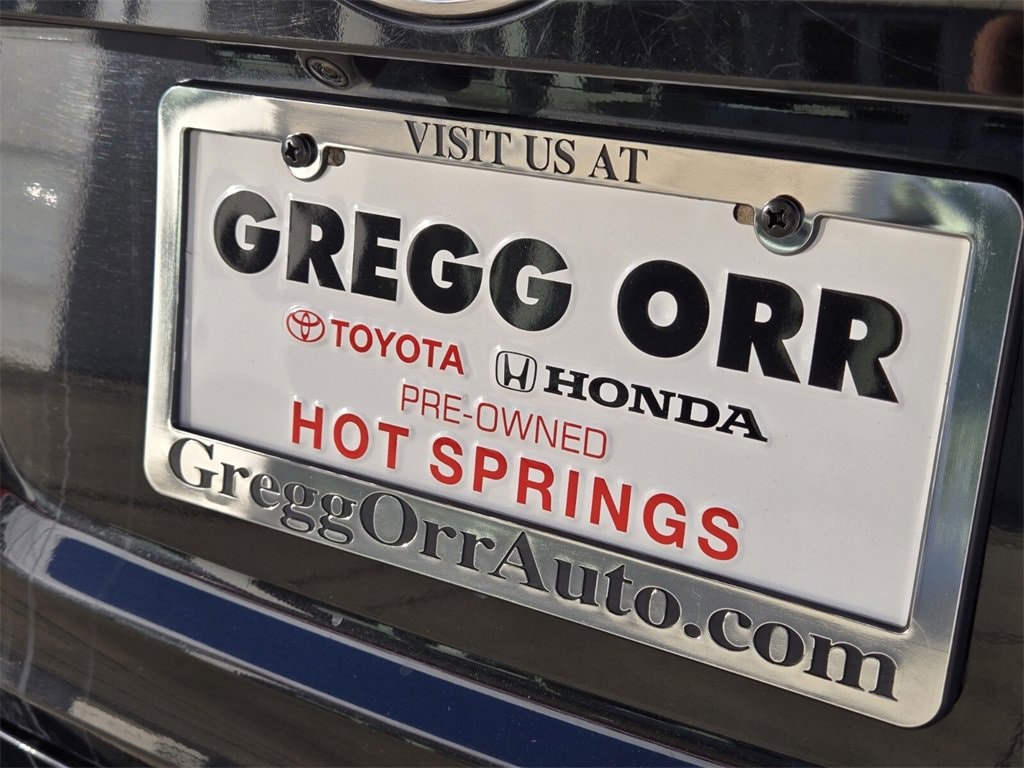 VISIT US AT
GREGG ORR
TOYOTA HONDA
PRE-OWNED
HOT SPRINGS
GreggOrrAuto.com